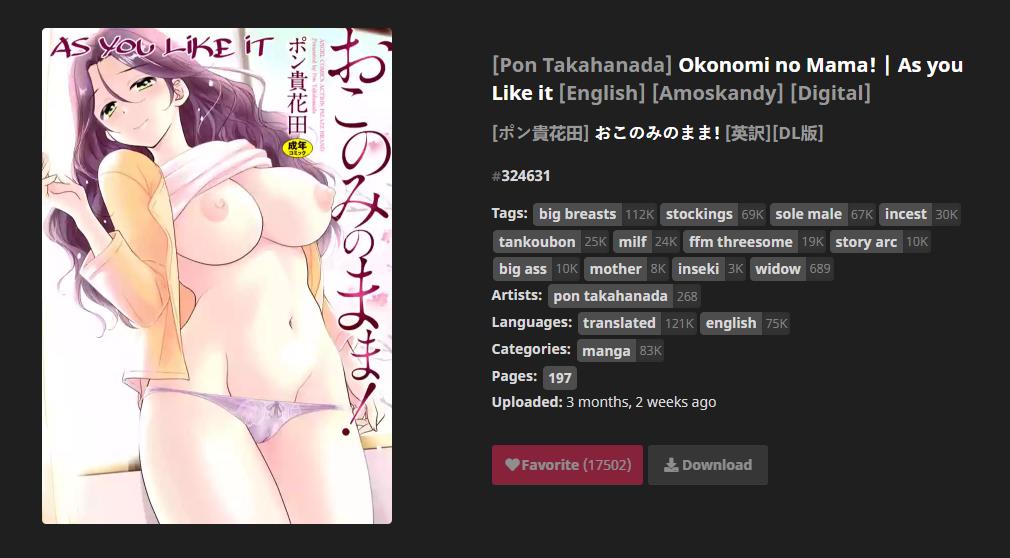 AS YOU LiKE iT
ポン貴花田
おこのみのまま!
成年
コミック
[Pon Takahanada] Okonomi no Mama! | As you
Like it [English] [Amoskandy] [Digital]
[ポン貴花田] おこのみのまま! [英訳][DL版]
#324631
Tags: big breasts 112K stockings 69K sole male 67K incest 30K
tankoubon 25K milf 24K ffm threesome 19K story arc 10K
big ass 10K mother 8K inseki 3K widow 689
Artists: pon takahanada 268
Languages: translated 121K english 75K
Categories: manga 83K
Pages: 197
Uploaded: 3 months, 2 weeks ago
Favorite (17502) Download